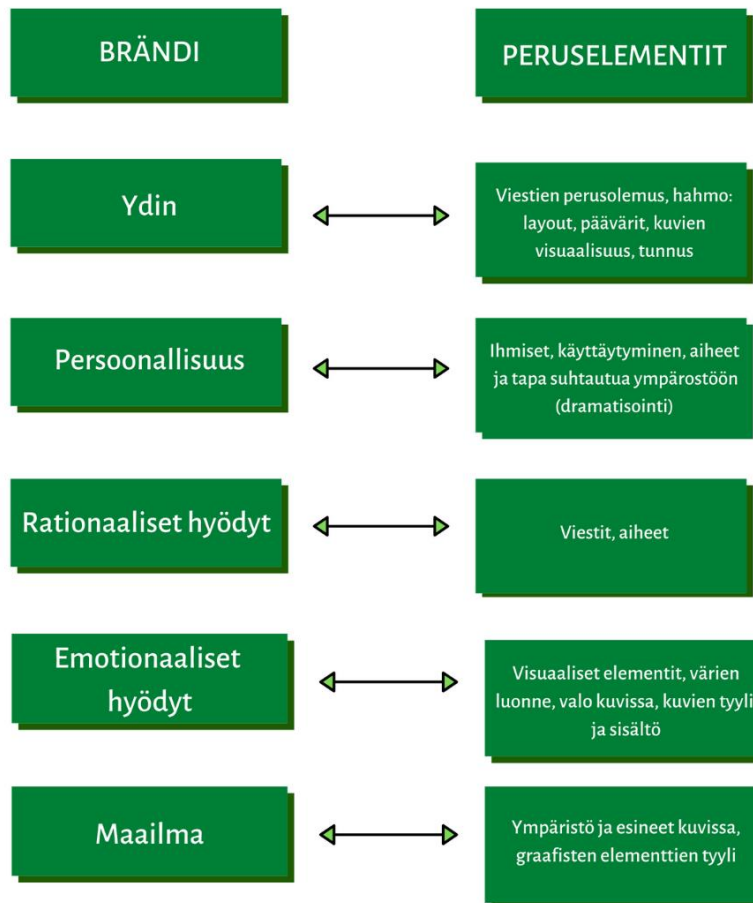 BRÄNDI
PERUSELEMENTIT
Ydin
Viestien perusolemus, hahmo:
layout, päävärit, kuvien
visuaalisuus, tunnus
Persoonallisuus
Ihmiset, käyttäytyminen, aiheet
ja tapa suhtautua ympärostöön
(dramatisointi)
Rationaaliset hyödyt
Viestit, aiheet
Emotionaaliset
hyödyt
Visuaaliset elementit, värien
luonne, valo kuvissa, kuvien tyyli
ja sisältö
Maailma
Ympäristö ja esineet kuvissa,
graafisten elementtien tyyli